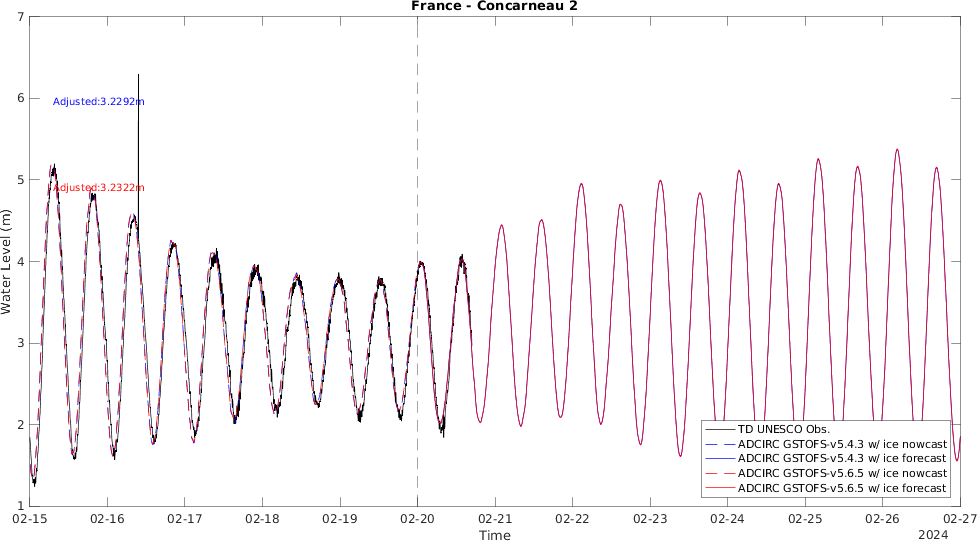 France - Concarneau 2
Water Level (m)
7
6
5
4
3
2
1
Adjusted:3.2292m
Adjusted:3.2322m
TD UNESCO Obs.
ADCIRC GSTOFS-v5.4.3 w/ ice nowcast
ADCIRC GSTOFS-v5.4.3 w/ ice forecast
ADCIRC GSTOFS-v5.6.5 w/ ice nowcast
ADCIRC GSTOFS-v5.6.5 w/ ice forecast
02-15 02-16 02-17 02-18 02-19 02-20 02-21 02-22 02-23 02-24 02-25 02-26 02-27
Time
2024